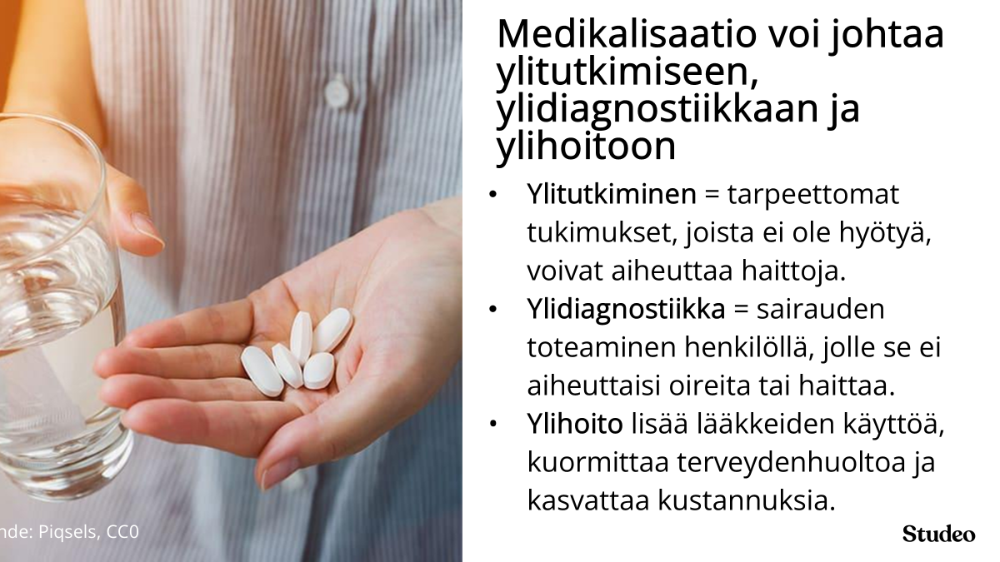 Medikalisaatio voi johtaa
ylitutkimiseen,
ylidiagnostiikkaan ja
ylihoitoon
• Ylitutkiminen = tarpeettomat
tukimukset, joista ei ole hyötyä,
voivat aiheuttaa haittoja.
• Ylidiagnostiikka = sairauden
toteaminen henkilöllä, jolle se ei
aiheuttaisi oireita tai haittaa.
• Ylihoito lisää lääkkeiden käyttöä,
kuormittaa terveydenhuoltoa ja
kasvattaa kustannuksia.
nde: Piqsels, CC0
Studeo